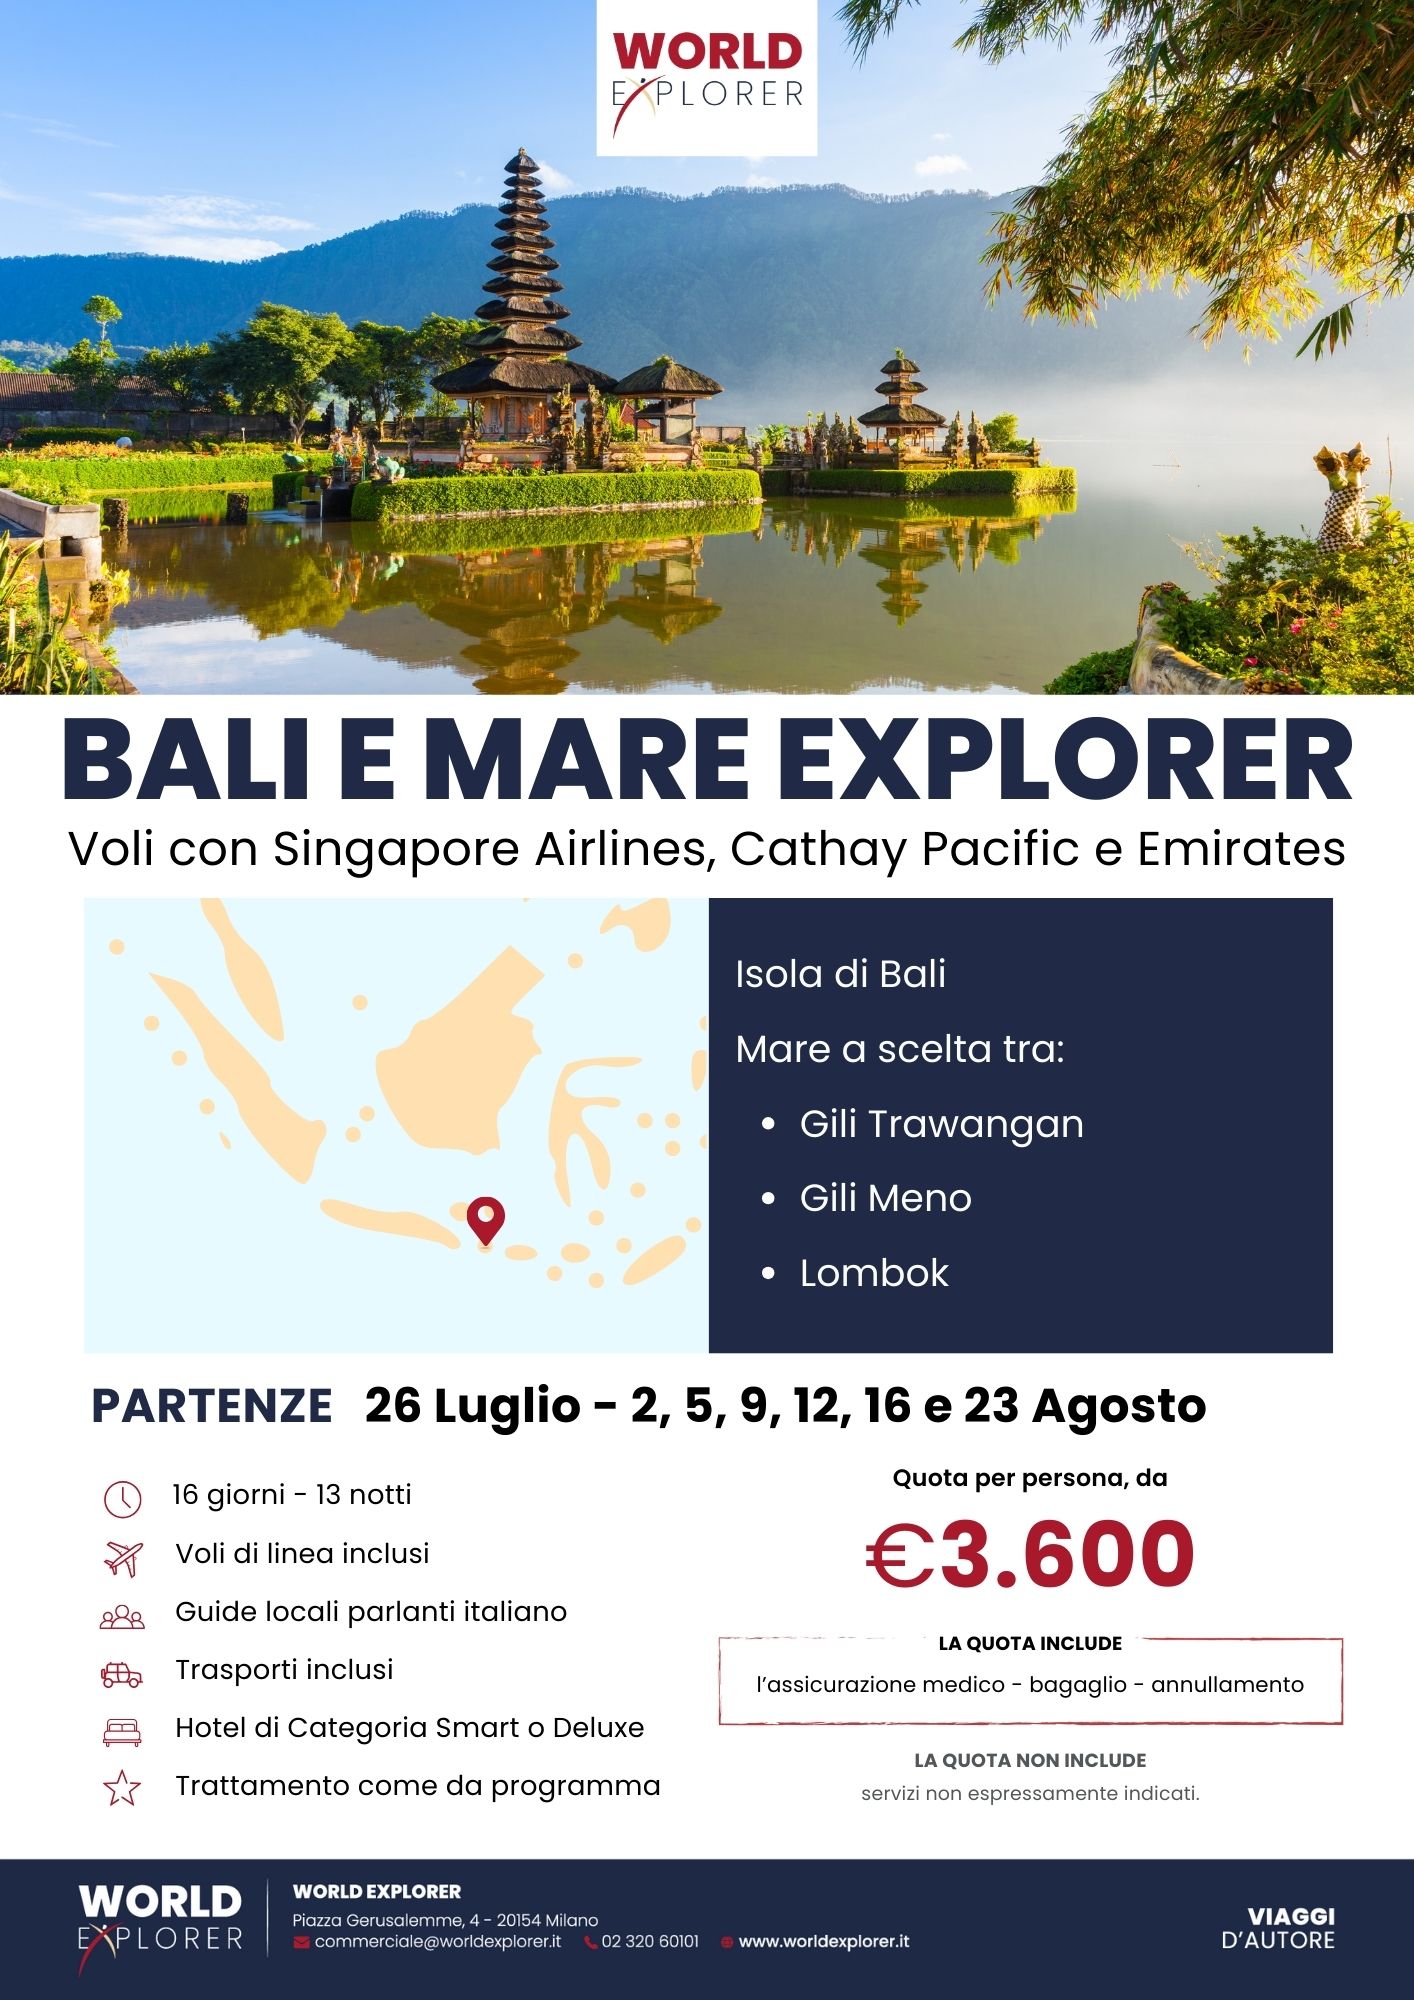 WORLD
EXPLORER
BALI E MARE EXPLORER
Voli con Singapore Airlines, Cathay Pacific e Emirates
Isola di Bali
Mare a scelta tra:
• Gili Trawangan
• Gili Meno
• Lombok
PARTENZE 26 Luglio - 2, 5, 9, 12, 16 e 23 Agosto
16 giorni - 13 notti
Voli di linea inclusi
Guide locali parlanti italiano
Trasporti inclusi
Hotel di Categoria Smart o Deluxe
Trattamento come da programma
Quota per persona, da
€3.600
LA QUOTA INCLUDE
l'assicurazione medico - bagaglio - annullamento
LA QUOTA NON INCLUDE
servizi non espressamente indicati.
WORLD
EXPLORER
WORLD EXPLORER
Piazza Gerusalemme, 4 - 20154 Milano
commerciale@worldexplorer.it 02 320 60101 www.worldexplorer.it
VIAGGI
D'AUTORE